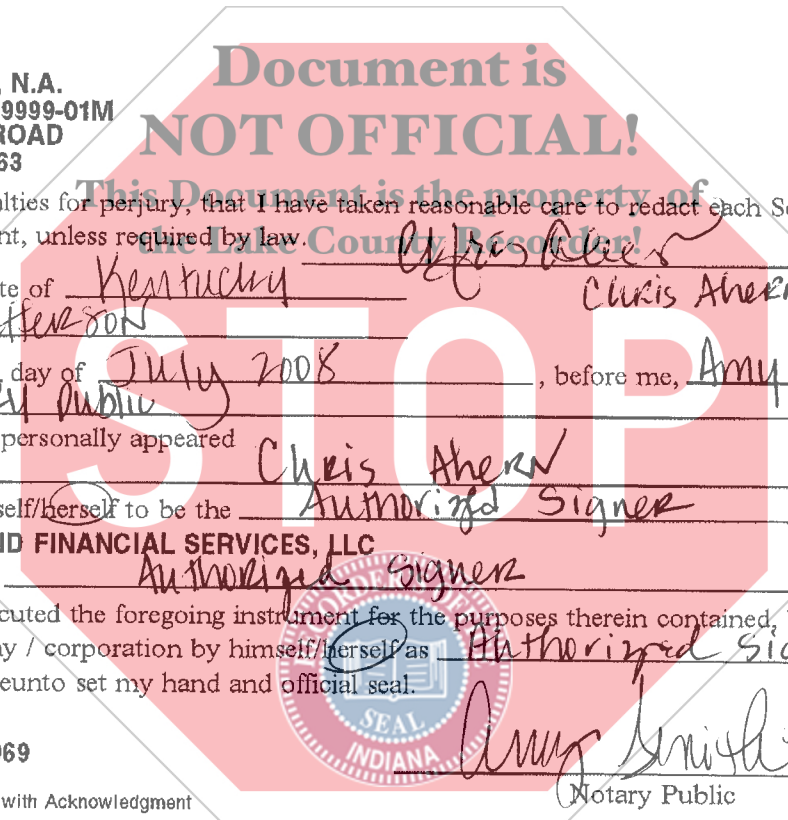 Document is
, N.A.
9999-01M
NOT OFFICIAL!
ROAD
63
This Document is the property of
alties for perjury, that I have taken reasonable care to redact each So
the Lake County Recorder!
nt, unless required by law.
Chris Ahern
te of Kentucky
Chris Ahern
fferson
STOP
day of July 2008, before me, Amy
y Public
personally appeared
Chris Ahern
self/herself to be the Authorized Signer
ID FINANCIAL SERVICES, LLC
Authorized Signer
cuted the foregoing instrument for the purposes therein contained,
ny / corporation by himself/herself as Authorized Sig
eunto set my hand and official seal.
SEAL
INDIANA
Amy Smith
969
Notary Public
with Acknowledgment